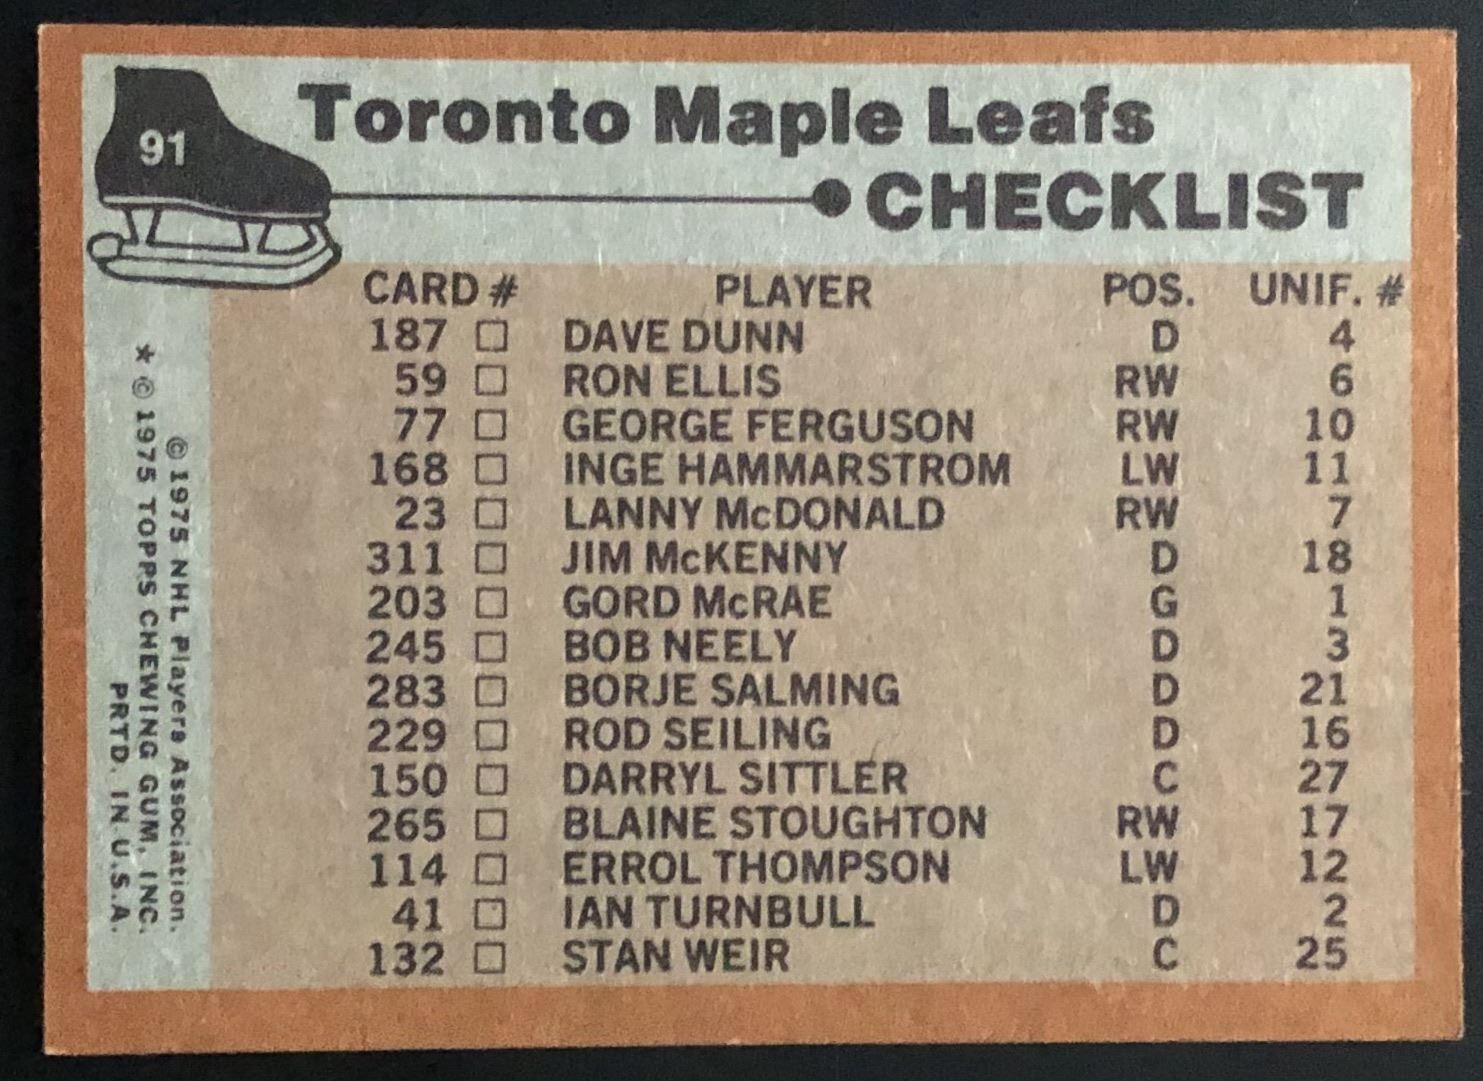 91
Toronto Maple Leafs
CHECKLIST
CARD # PLAYER POS. UNIF. #
187 □ DAVE DUNN D 4
59 □ RON ELLIS RW 6
77 □ GEORGE FERGUSON RW 10
168 □ INGE HAMMARSTROM LW 11
23 □ LANNY McDONALD RW 7
311 □ JIM McKENNY D 18
203 □ GORD McRAE G 1
245 □ BOB NEELY D 3
283 □ BORJE SALMING D 21
229 □ ROD SEILING D 16
150 □ DARRYL SITTLER C 27
265 □ BLAINE STOUGHTON RW 17
114 □ ERROL THOMPSON LW 12
41 □ IAN TURNBULL D 2
132 □ STAN WEIR C 25
© 1975 NHL Players Association.
★ © 1975 TOPPS CHEWING GUM, INC.
PRTD. IN U.S.A.